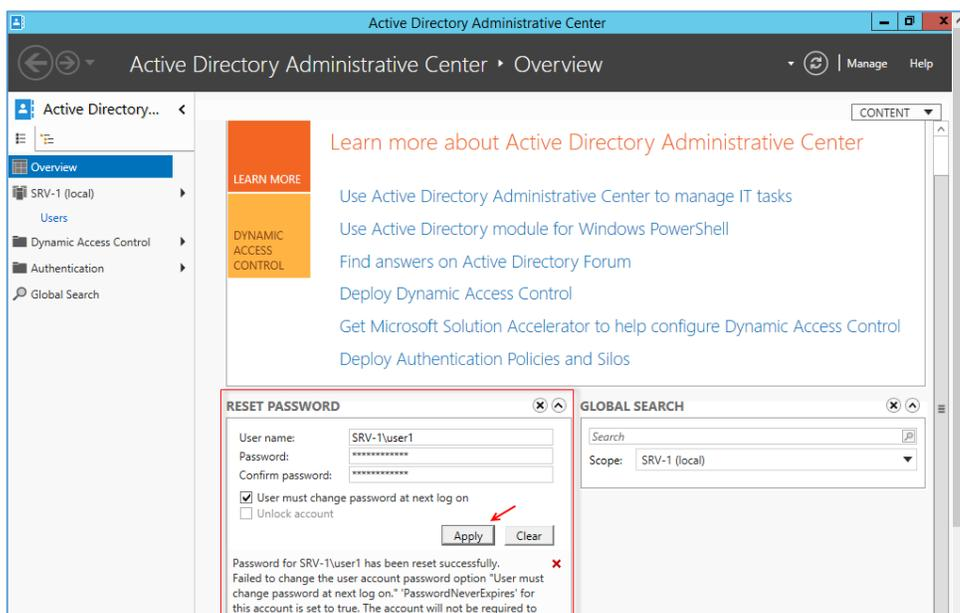 Active Directory Administrative Center
Active Directory Administrative Center ‣ Overview
Manage
Help
Active Directory...
CONTENT
Overview
SRV-1 (local)
Users
Dynamic Access Control
Authentication
Global Search
LEARN MORE
DYNAMIC
ACCESS
CONTROL
Learn more about Active Directory Administrative Center
Use Active Directory Administrative Center to manage IT tasks
Use Active Directory module for Windows PowerShell
Find answers on Active Directory Forum
Deploy Dynamic Access Control
Get Microsoft Solution Accelerator to help configure Dynamic Access Control
Deploy Authentication Policies and Silos
RESET PASSWORD
User name: SRV-1\user1
Password: ************
Confirm password: ************
User must change password at next log on
Unlock account
Apply
Clear
Password for SRV-1\user1 has been reset successfully.
Failed to change the user account password option "User must
change password at next log on." 'PasswordNeverExpires' for
this account is set to true. The account will not be required to
GLOBAL SEARCH
Search
Scope: SRV-1 (local)